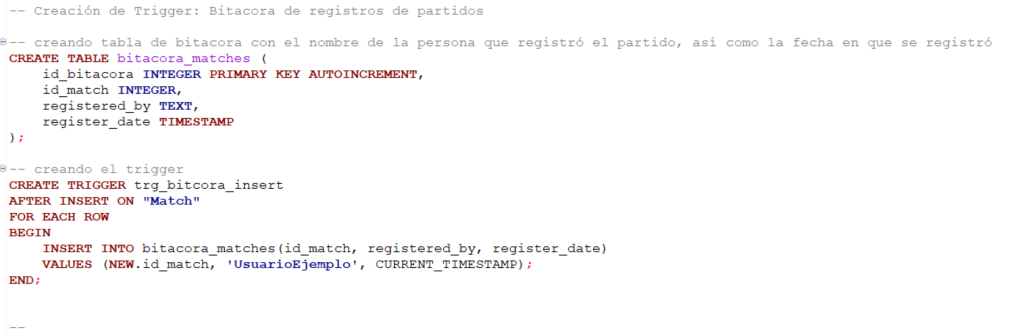 -- Creación de Trigger: Bitacora de registros de partidos
-- creando tabla de bitacora con el nombre de la persona que registró el partido, así como la fecha en que se registró
CREATE TABLE bitacora_matches (
    id_bitacora INTEGER PRIMARY KEY AUTOINCREMENT,
    id_match INTEGER,
    registered_by TEXT,
    register_date TIMESTAMP
);
-- creando el trigger
CREATE TRIGGER trg_bitcora_insert
AFTER INSERT ON "Match"
FOR EACH ROW
BEGIN
    INSERT INTO bitacora_matches(id_match, registered_by, register_date)
    VALUES (NEW.id_match, 'UsuarioEjemplo', CURRENT_TIMESTAMP);
END;
--